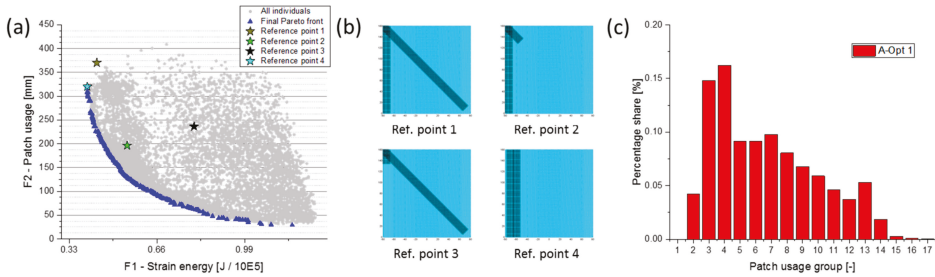 (a)
F2 - Patch usage [mm]
450
400
350
300
250
200
150
100
50
0
0.33
0.66
0.99
F1 - Strain energy [J / 10E5]
All individuals
Final Pareto front
Reference point 1
Reference point 2
Reference point 3
Reference point 4
(b)
Ref. point 1
Ref. point 2
Ref. point 3
Ref. point 4
(c)
Percentage share [%]
0.20
0.15
0.10
0.05
0.00
A-Opt 1
1 2 3 4 5 6 7 8 9 10 11 12 13 14 15 16 17
Patch usage group [-]